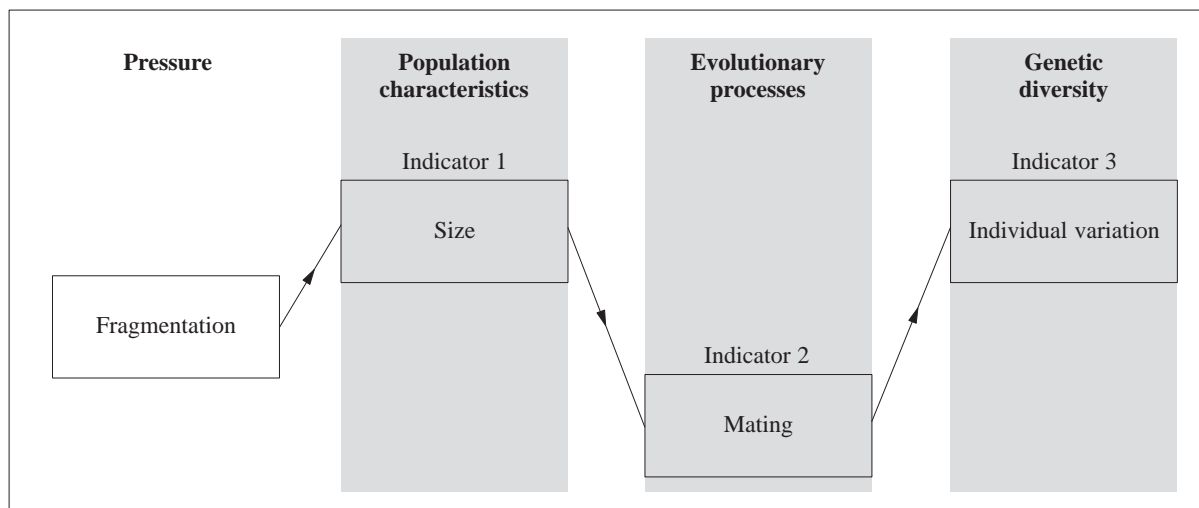 Pressure
Population
characteristics
Evolutionary
processes
Genetic
diversity
Indicator 1
Size
Indicator 3
Individual variation
Fragmentation
Indicator 2
Mating